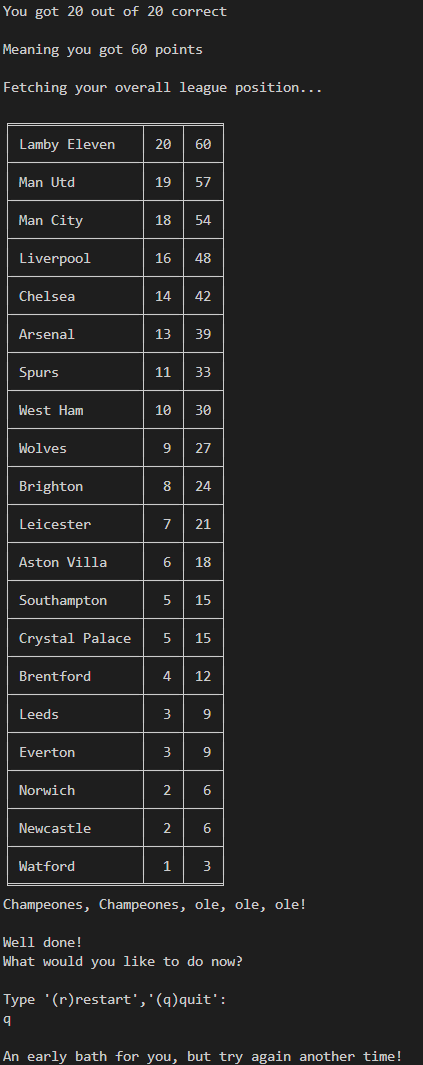 You got 20 out of 20 correct
Meaning you got 60 points
Fetching your overall league position...
Lamby Eleven 20 60
Man Utd 19 57
Man City 18 54
Liverpool 16 48
Chelsea 14 42
Arsenal 13 39
Spurs 11 33
West Ham 10 30
Wolves 9 27
Brighton 8 24
Leicester 7 21
Aston Villa 6 18
Southampton 5 15
Crystal Palace 5 15
Brentford 4 12
Leeds 3 9
Everton 3 9
Norwich 2 6
Newcastle 2 6
Watford 1 3
Champeones, Champeones, ole, ole, ole!
Well done!
What would you like to do now?
Type '(r)restart','(q)quit':
q
An early bath for you, but try again another time!